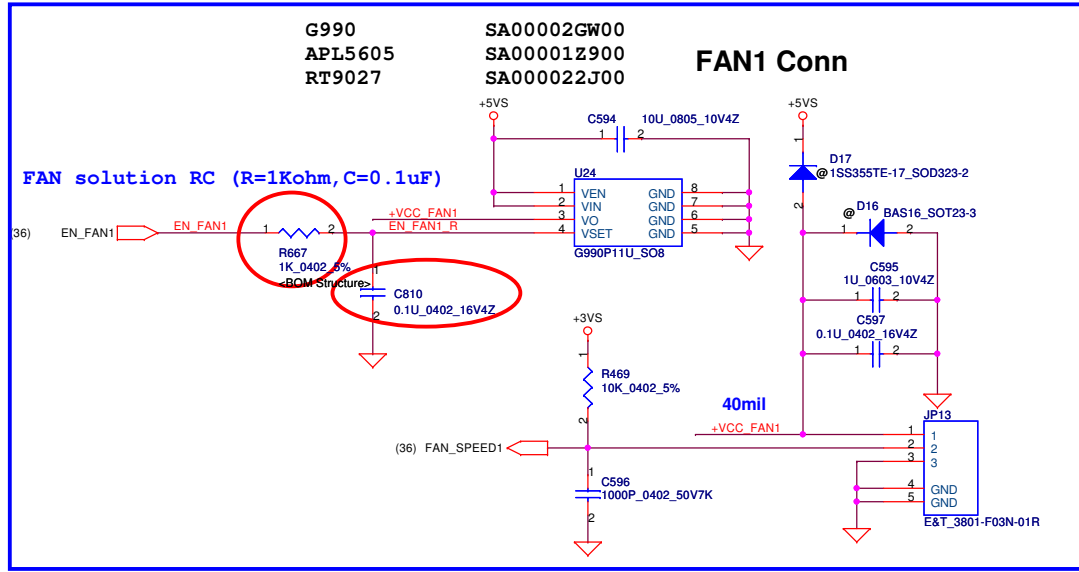 G990 SA00002GW00
APL5605 SA00001Z900
RT9027 SA000022J00
FAN1 Conn
+5VS
+5VS
C594 10U_0805_10V4Z
1 2
1
D17
@ 1SS355TE-17_SOD323-2
2
FAN solution RC (R=1Kohm,C=0.1uF)
U24
1 VEN GND 8
2 VIN GND 7
3 VO GND 6
4 VSET GND 5
G990P11U_SO8
+VCC_FAN1
EN_FAN1_R
@ D16
BAS16_SOT23-3
1 2
(36) EN_FAN1
EN_FAN1
1 2
R667
1K_0402_5%
<BOM Structure>
1
C810
0.1U_0402_16V4Z
2
C595
1U_0603_10V4Z
1 2
C597
0.1U_0402_16V4Z
1 2
+3VS
1
R469
10K_0402_5%
2
40mil
+VCC_FAN1
(36) FAN_SPEED1
1
C596
1000P_0402_50V7K
2
JP13
1 1
2 2
3 3
4 GND
5 GND
E&T_3801-F03N-01R